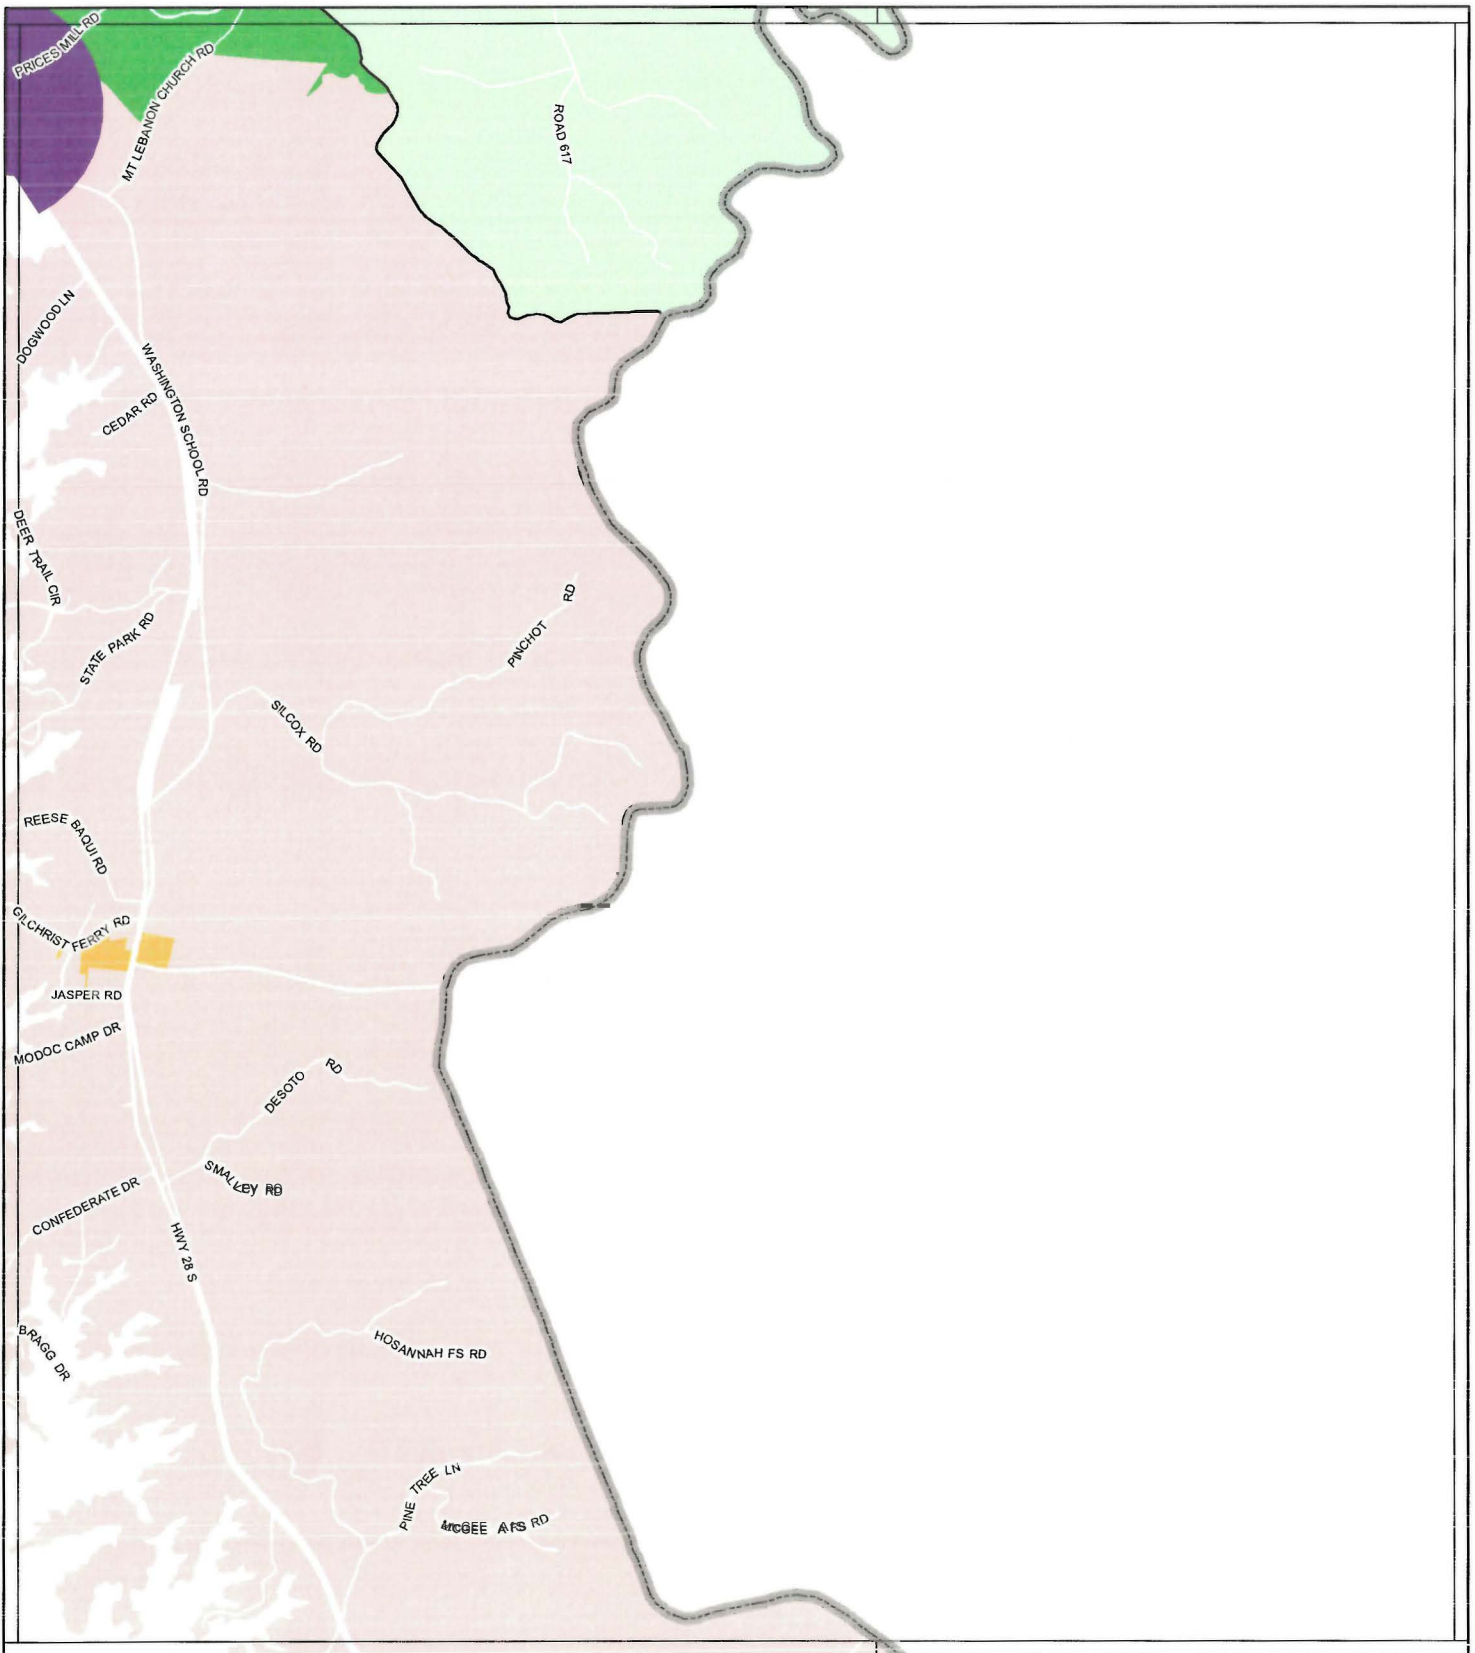 PRICES MILL RD
MT LEBANON CHURCH RD
ROAD 617
DOGWOOD LN
WASHINGTON SCHOOL RD
CEDAR RD
DEER TRAIL CIR
STATE PARK RD
PINCHOT RD
SILCOX RD
REESE BAQUI RD
GILCHRIST FERRY RD
JASPER RD
MODOC CAMP DR
DESOTO RD
SMALLEY RD
CONFEDERATE DR
HWY 28 S
BRAGG DR
HOSANNAH FS RD
PINE TREE LN
MCGEE A FS RD